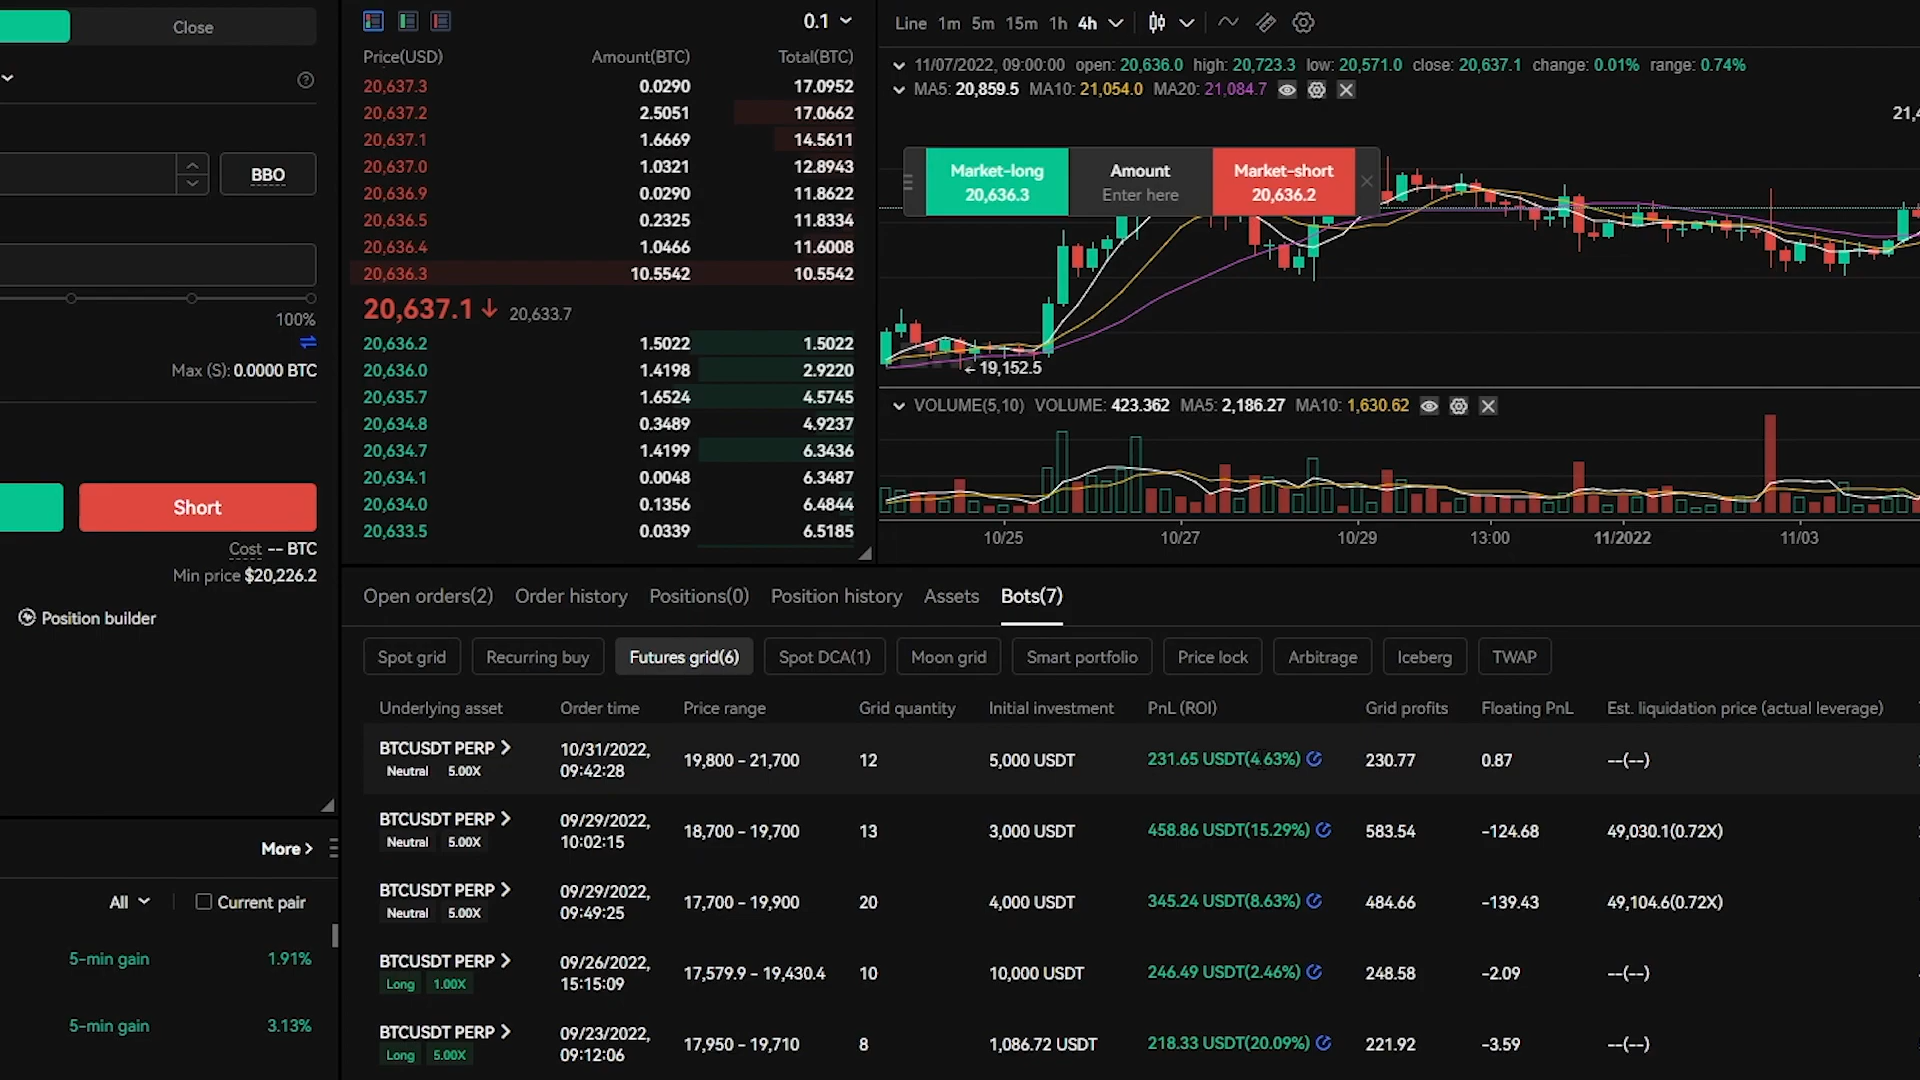 Close
BBO
100%
Max (S): 0.0000 BTC
Short
Cost -- BTC
Min price $20,226.2
Position builder
More >
All
Current pair
5-min gain 1.91%
5-min gain 3.13%
0.1
Price(USD) Amount(BTC) Total(BTC)
20,637.3 0.0290 17.0952
20,637.2 2.5051 17.0662
20,637.1 1.6669 14.5611
20,637.0 1.0321 12.8943
20,636.9 0.0290 11.8622
20,636.5 0.2325 11.8334
20,636.4 1.0466 11.6008
20,636.3 10.5542 10.5542
20,637.1 ↓ 20,633.7
20,636.2 1.5022 1.5022
20,636.0 1.4198 2.9220
20,635.7 1.6524 4.5745
20,634.8 0.3489 4.9237
20,634.7 1.4199 6.3436
20,634.1 0.0048 6.3487
20,634.0 0.1356 6.4844
20,633.5 0.0339 6.5185
Line 1m 5m 15m 1h 4h
11/07/2022, 09:00:00 open: 20,636.0 high: 20,723.3 low: 20,571.0 close: 20,637.1 change: 0.01% range: 0.74%
MA5: 20,859.5 MA10: 21,054.0 MA20: 21,084.7
21,4
Market-long Amount Market-short
20,636.3 Enter here 20,636.2
←19,152.5
VOLUME(5,10) VOLUME: 423.362 MA5: 2,186.27 MA10: 1,630.62
10/25 10/27 10/29 13:00 11/2022 11/03
Open orders(2) Order history Positions(0) Position history Assets Bots(7)
Spot grid Recurring buy Futures grid(6) Spot DCA(1) Moon grid Smart portfolio Price lock Arbitrage Iceberg TWAP
Underlying asset Order time Price range Grid quantity Initial investment PnL (ROI) Grid profits Floating PnL Est. liquidation price (actual leverage)
BTCUSDT PERP > 10/31/2022, 19,800 - 21,700 12 5,000 USDT 231.65 USDT(4.63%) 230.77 0.87 --(--)
Neutral 5.00X 09:42:28
BTCUSDT PERP > 09/29/2022, 18,700 - 19,700 13 3,000 USDT 458.86 USDT(15.29%) 583.54 -124.68 49,030.1(0.72X)
Neutral 5.00X 10:02:15
BTCUSDT PERP > 09/29/2022, 17,700 - 19,900 20 4,000 USDT 345.24 USDT(8.63%) 484.66 -139.43 49,104.6(0.72X)
Neutral 5.00X 09:49:25
BTCUSDT PERP > 09/26/2022, 17,579.9 - 19,430.4 10 10,000 USDT 246.49 USDT(2.46%) 248.58 -2.09 --(--)
Long 1.00X 15:15:09
BTCUSDT PERP > 09/23/2022, 17,950 - 19,710 8 1,086.72 USDT 218.33 USDT(20.09%) 221.92 -3.59 --(--)
Long 5.00X 09:12:06